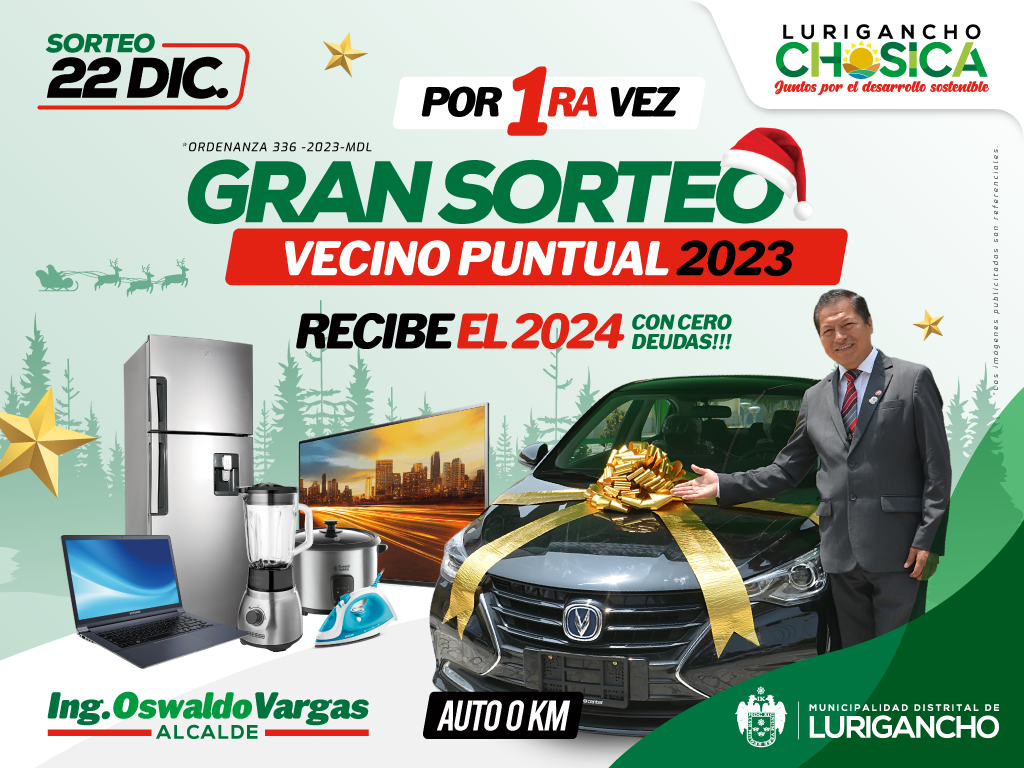 SORTEO
22 DIC.
LURIGANCHO
CHOSICA
Juntos por el desarrollo sostenible
POR 1RA VEZ
*ORDENANZA 336 -2023-MDL
GRAN SORTEO
VECINO PUNTUAL 2023
RECIBE EL 2024 CON CERO
DEUDAS!!!
Las imágenes publicitadas son referenciales.
Ing. Oswaldo Vargas
ALCALDE
AUTO 0 KM
MUNICIPALIDAD DISTRITAL DE
LURIGANCHO